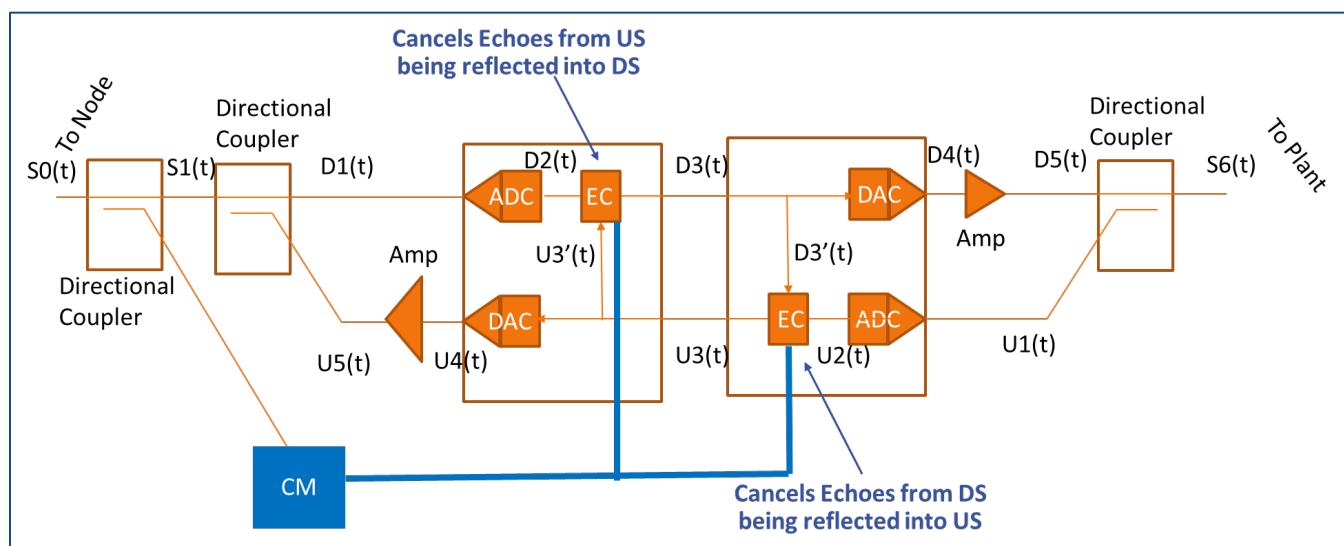 Cancels Echoes from US
being reflected into DS
To Node
Directional
Coupler
Directional
Coupler
To Plant
S0(t)
S1(t)
D1(t)
D2(t)
D3(t)
D4(t)
D5(t)
S6(t)
ADC
EC
DAC
Amp
Amp
U3’(t)
D3’(t)
Directional
Coupler
DAC
EC
ADC
U5(t)
U4(t)
U3(t)
U2(t)
U1(t)
CM
Cancels Echoes from DS
being reflected into US